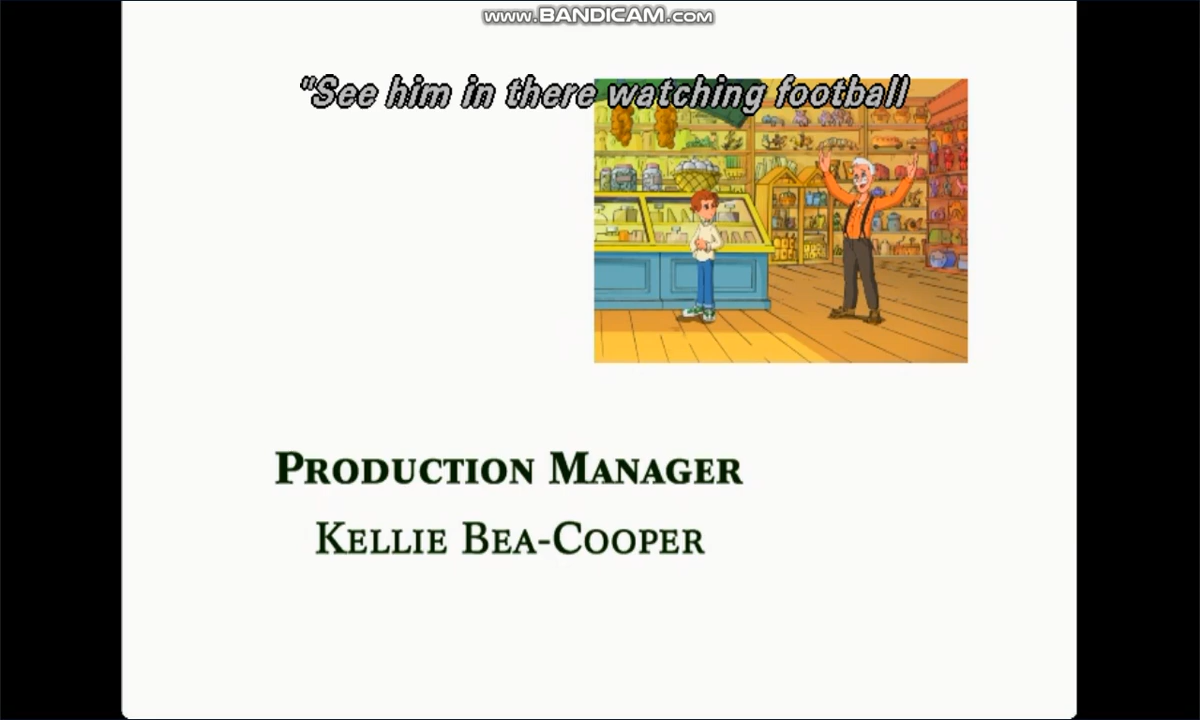 www.BANDICAM.com
"See him in there watching football
PRODUCTION MANAGER
KELLIE BEA-COOPER